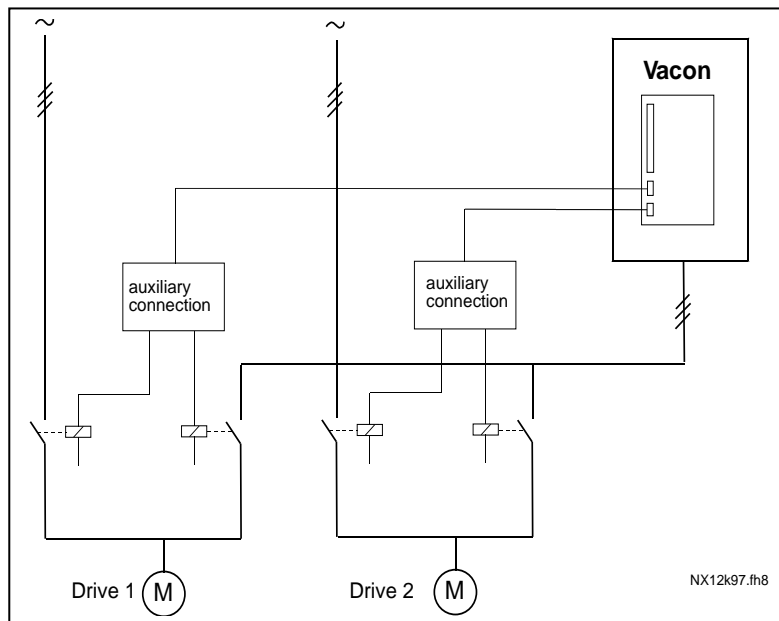 Vacon
auxiliary
connection
auxiliary
connection
Drive 1
M
Drive 2
M
NX12k97.fh8